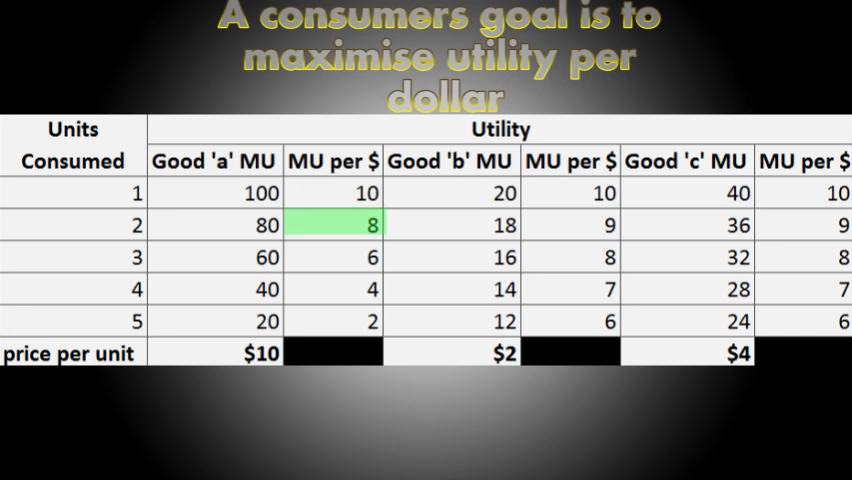 A consumers goal is to
maximise utility per
dollar
Units Consumed Utility
Good 'a' MU MU per $ Good 'b' MU MU per $ Good 'c' MU MU per $
1 100 10 20 10 40 10
2 80 8 18 9 36 9
3 60 6 16 8 32 8
4 40 4 14 7 28 7
5 20 2 12 6 24 6
price per unit $10 $2 $4